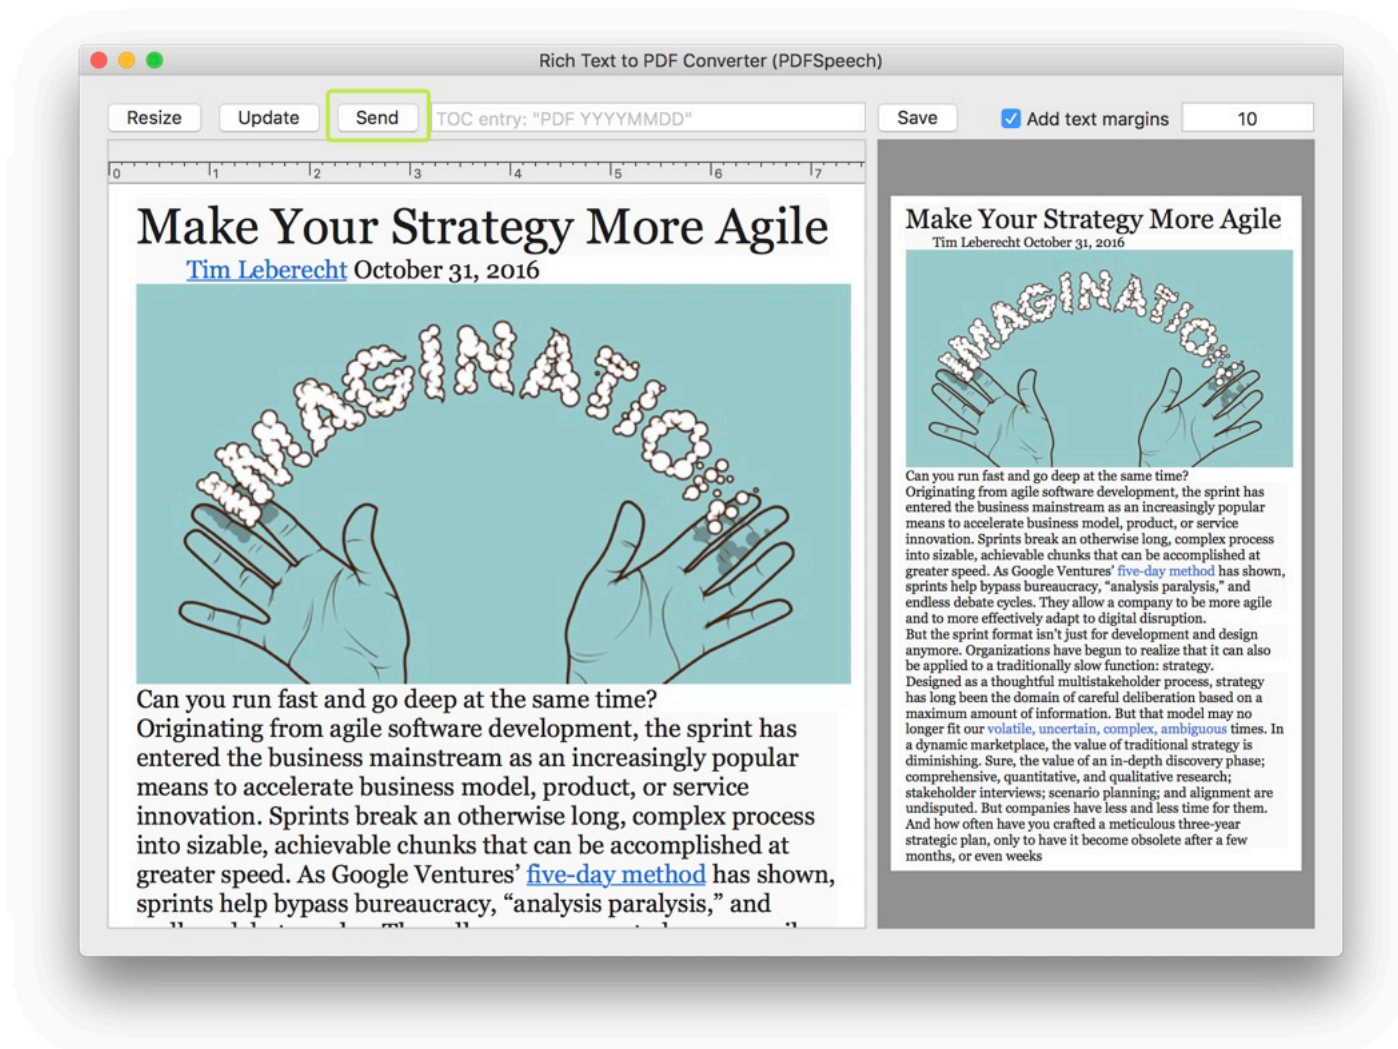 Rich Text to PDF Converter (PDFSpeech)
Resize Update Send TOC entry: "PDF YYYYMMDD" Save Add text margins 10
0 1 2 3 4 5 6 7
Make Your Strategy More Agile
Tim Leberecht October 31, 2016
IMAGINATIO
Can you run fast and go deep at the same time?
Originating from agile software development, the sprint has
entered the business mainstream as an increasingly popular
means to accelerate business model, product, or service
innovation. Sprints break an otherwise long, complex process
into sizable, achievable chunks that can be accomplished at
greater speed. As Google Ventures’ five-day method has shown,
sprints help bypass bureaucracy, “analysis paralysis,” and
Make Your Strategy More Agile
Tim Leberecht October 31, 2016
IMAGINATIO
Can you run fast and go deep at the same time?
Originating from agile software development, the sprint has
entered the business mainstream as an increasingly popular
means to accelerate business model, product, or service
innovation. Sprints break an otherwise long, complex process
into sizable, achievable chunks that can be accomplished at
greater speed. As Google Ventures’ five-day method has shown,
sprints help bypass bureaucracy, “analysis paralysis,” and
endless debate cycles. They allow a company to be more agile
and to more effectively adapt to digital disruption.
But the sprint format isn’t just for development and design
anymore. Organizations have begun to realize that it can also
be applied to a traditionally slow function: strategy.
Designed as a thoughtful multistakeholder process, strategy
has long been the domain of careful deliberation based on a
maximum amount of information. But that model may no
longer fit our volatile, uncertain, complex, ambiguous times. In
a dynamic marketplace, the value of traditional strategy is
diminishing. Sure, the value of an in-depth discovery phase;
comprehensive, quantitative, and qualitative research;
stakeholder interviews; scenario planning; and alignment are
undisputed. But companies have less and less time for them.
And how often have you crafted a meticulous three-year
strategic plan, only to have it become obsolete after a few
months, or even weeks